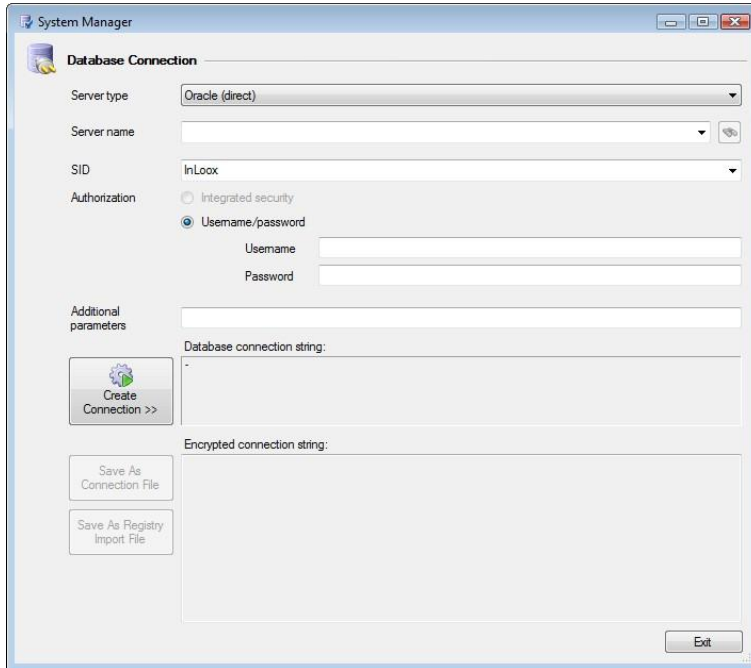 System Manager
Database Connection
Server type
Oracle (direct)
Server name
SID
InLoox
Authorization
Integrated security
Username/password
Username
Password
Additional
parameters
Database connection string:
-
Create
Connection >>
Encrypted connection string:
Save As
Connection File
Save As Registry
Import File
Exit